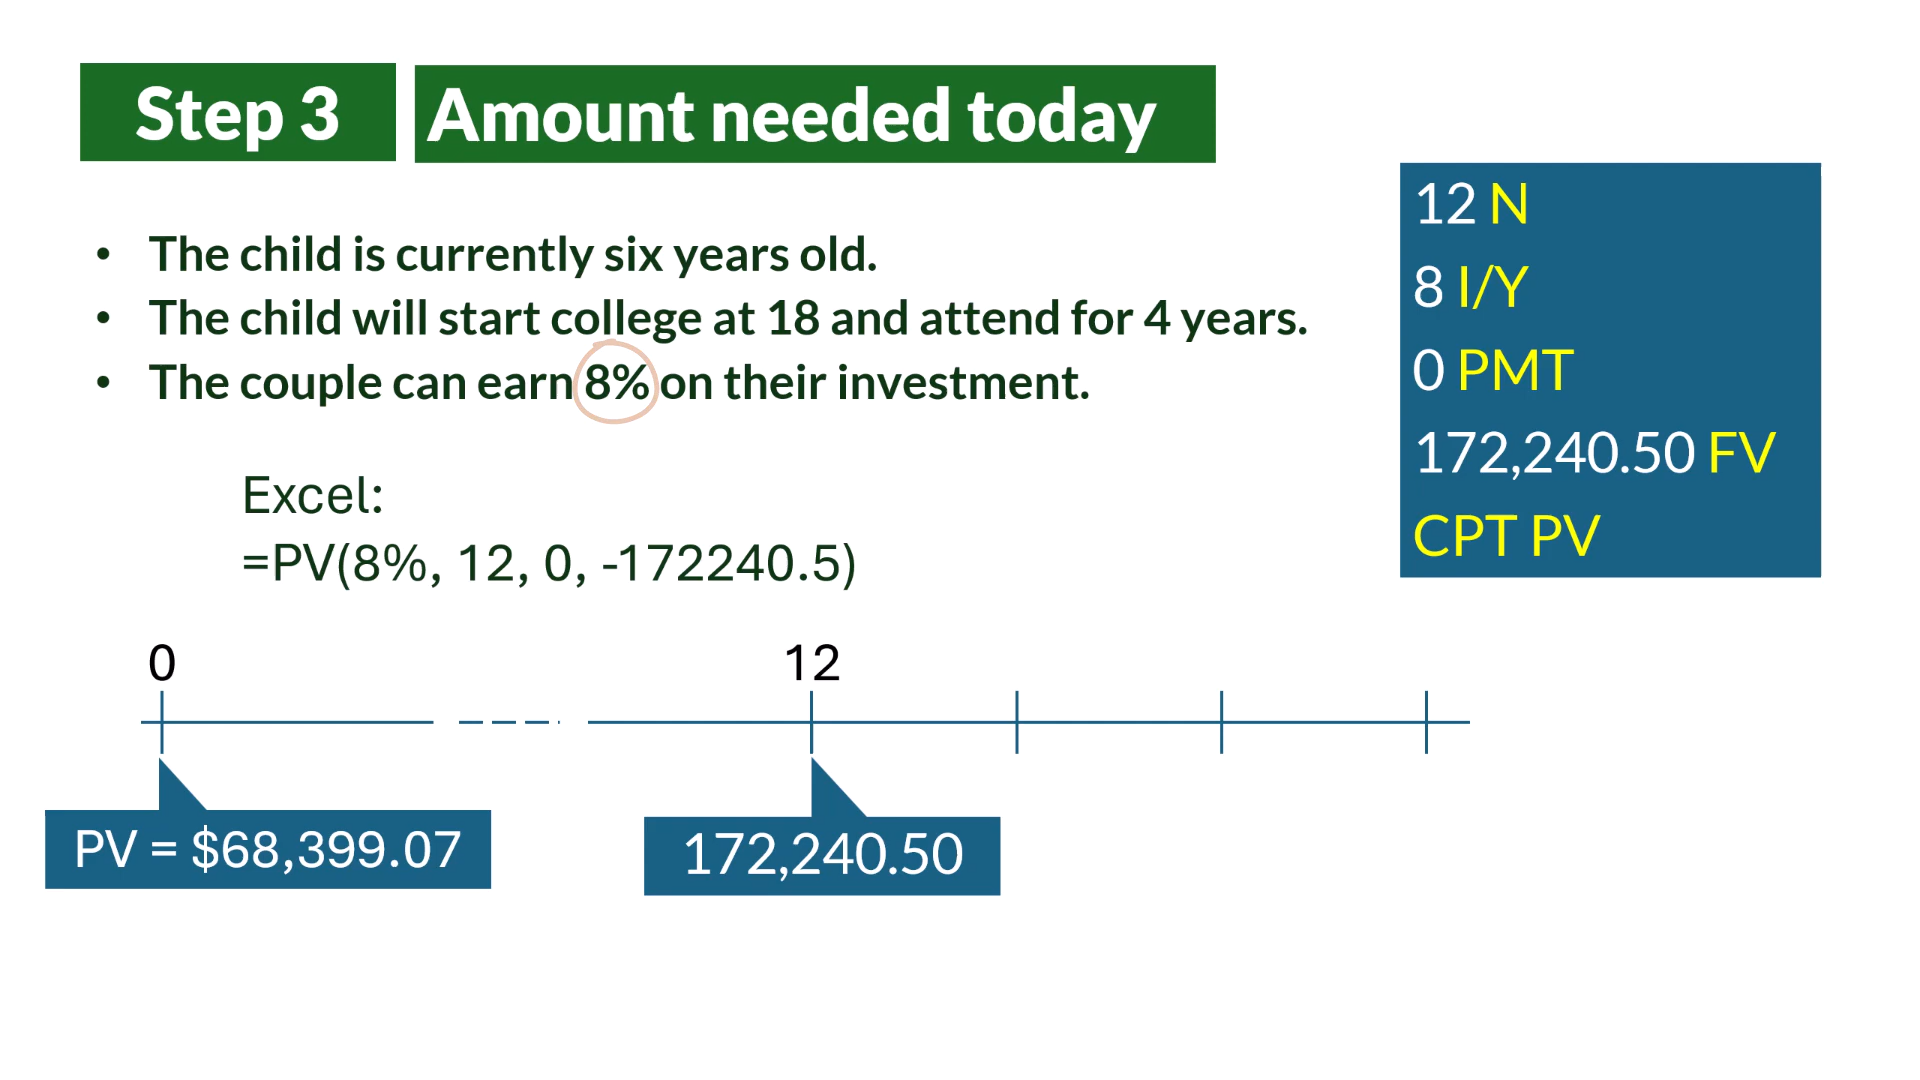 Step 3
Amount needed today
• The child is currently six years old.
• The child will start college at 18 and attend for 4 years.
• The couple can earn 8% on their investment.
12 N
8 I/Y
0 PMT
172,240.50 FV
CPT PV
Excel:
=PV(8%, 12, 0, -172240.5)
0
12
PV = $68,399.07
172,240.50